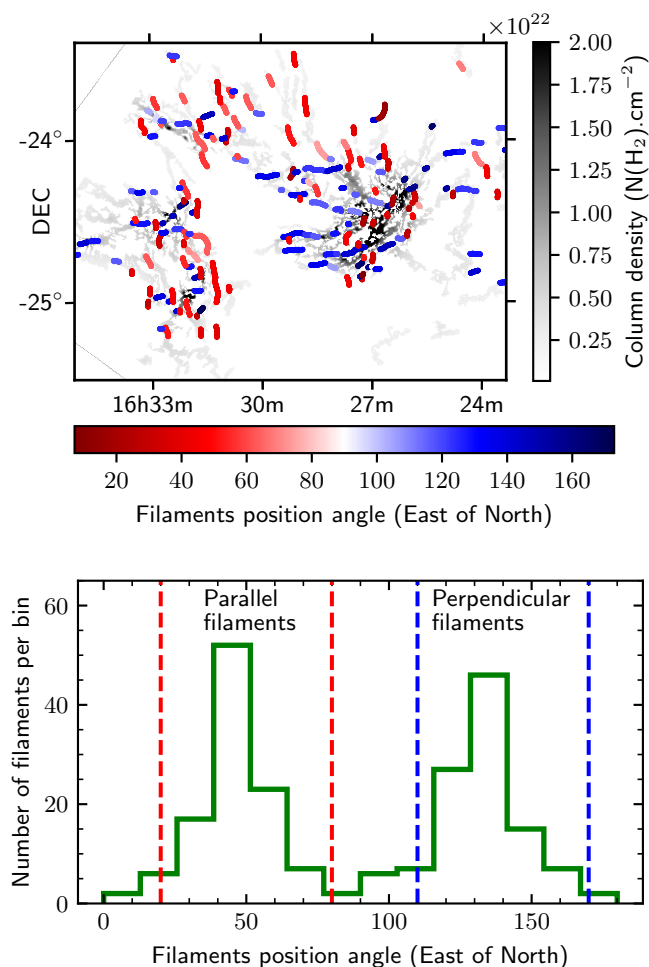 ×10²²
2.00
1.75
1.50
1.25
1.00
0.75
0.50
0.25
Column density (N(H₂).cm⁻²)
-24°
-25°
DEC
16h33m 30m 27m 24m
20 40 60 80 100 120 140 160
Filaments position angle (East of North)
Parallel
filaments
Perpendicular
filaments
60
40
20
0
Number of filaments per bin
0 50 100 150
Filaments position angle (East of North)